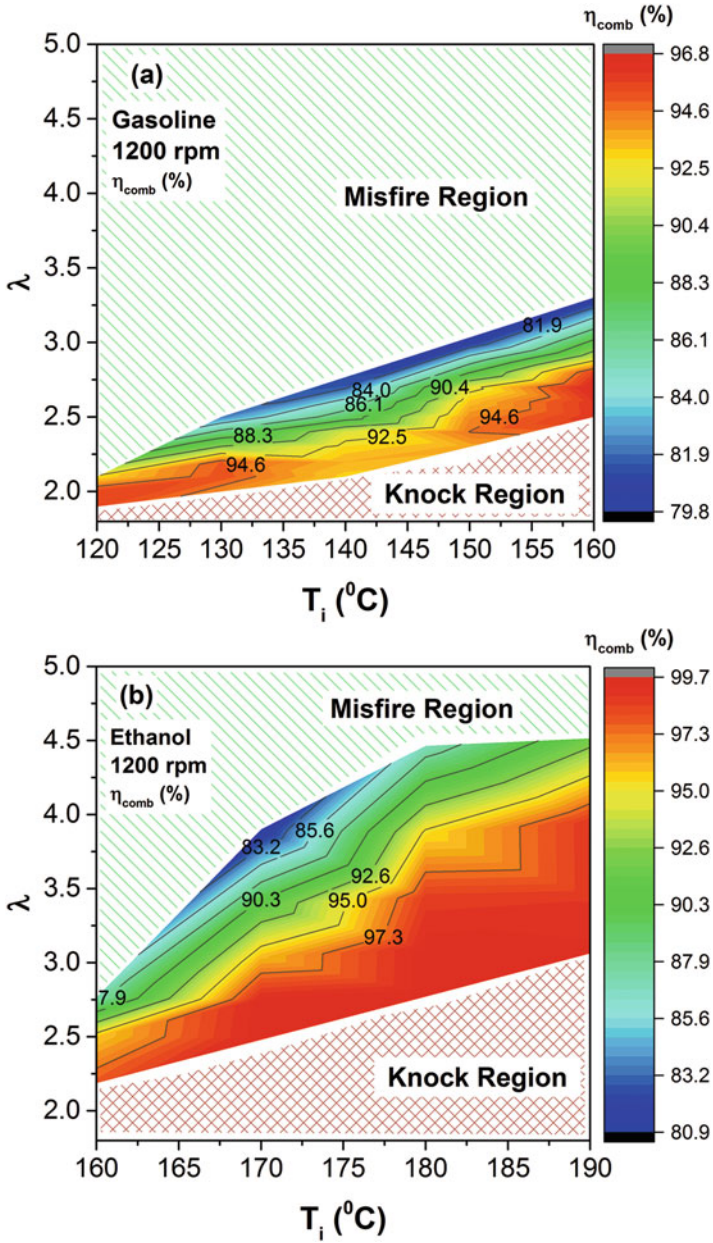 η_comb (%)
(a)
Gasoline
1200 rpm
η_comb (%)
Misfire Region
Knock Region
81.9
84.0
86.1
90.4
88.3
92.5
94.6
94.6
5.0
4.5
4.0
3.5
3.0
2.5
2.0
λ
120 125 130 135 140 145 150 155 160
T_i (⁰C)
96.8
94.6
92.5
90.4
88.3
86.1
84.0
81.9
79.8
η_comb (%)
(b)
Ethanol
1200 rpm
η_comb (%)
Misfire Region
Knock Region
85.6
83.2
92.6
90.3
95.0
97.3
7.9
5.0
4.5
4.0
3.5
3.0
2.5
2.0
λ
160 165 170 175 180 185 190
T_i (⁰C)
99.7
97.3
95.0
92.6
90.3
87.9
85.6
83.2
80.9